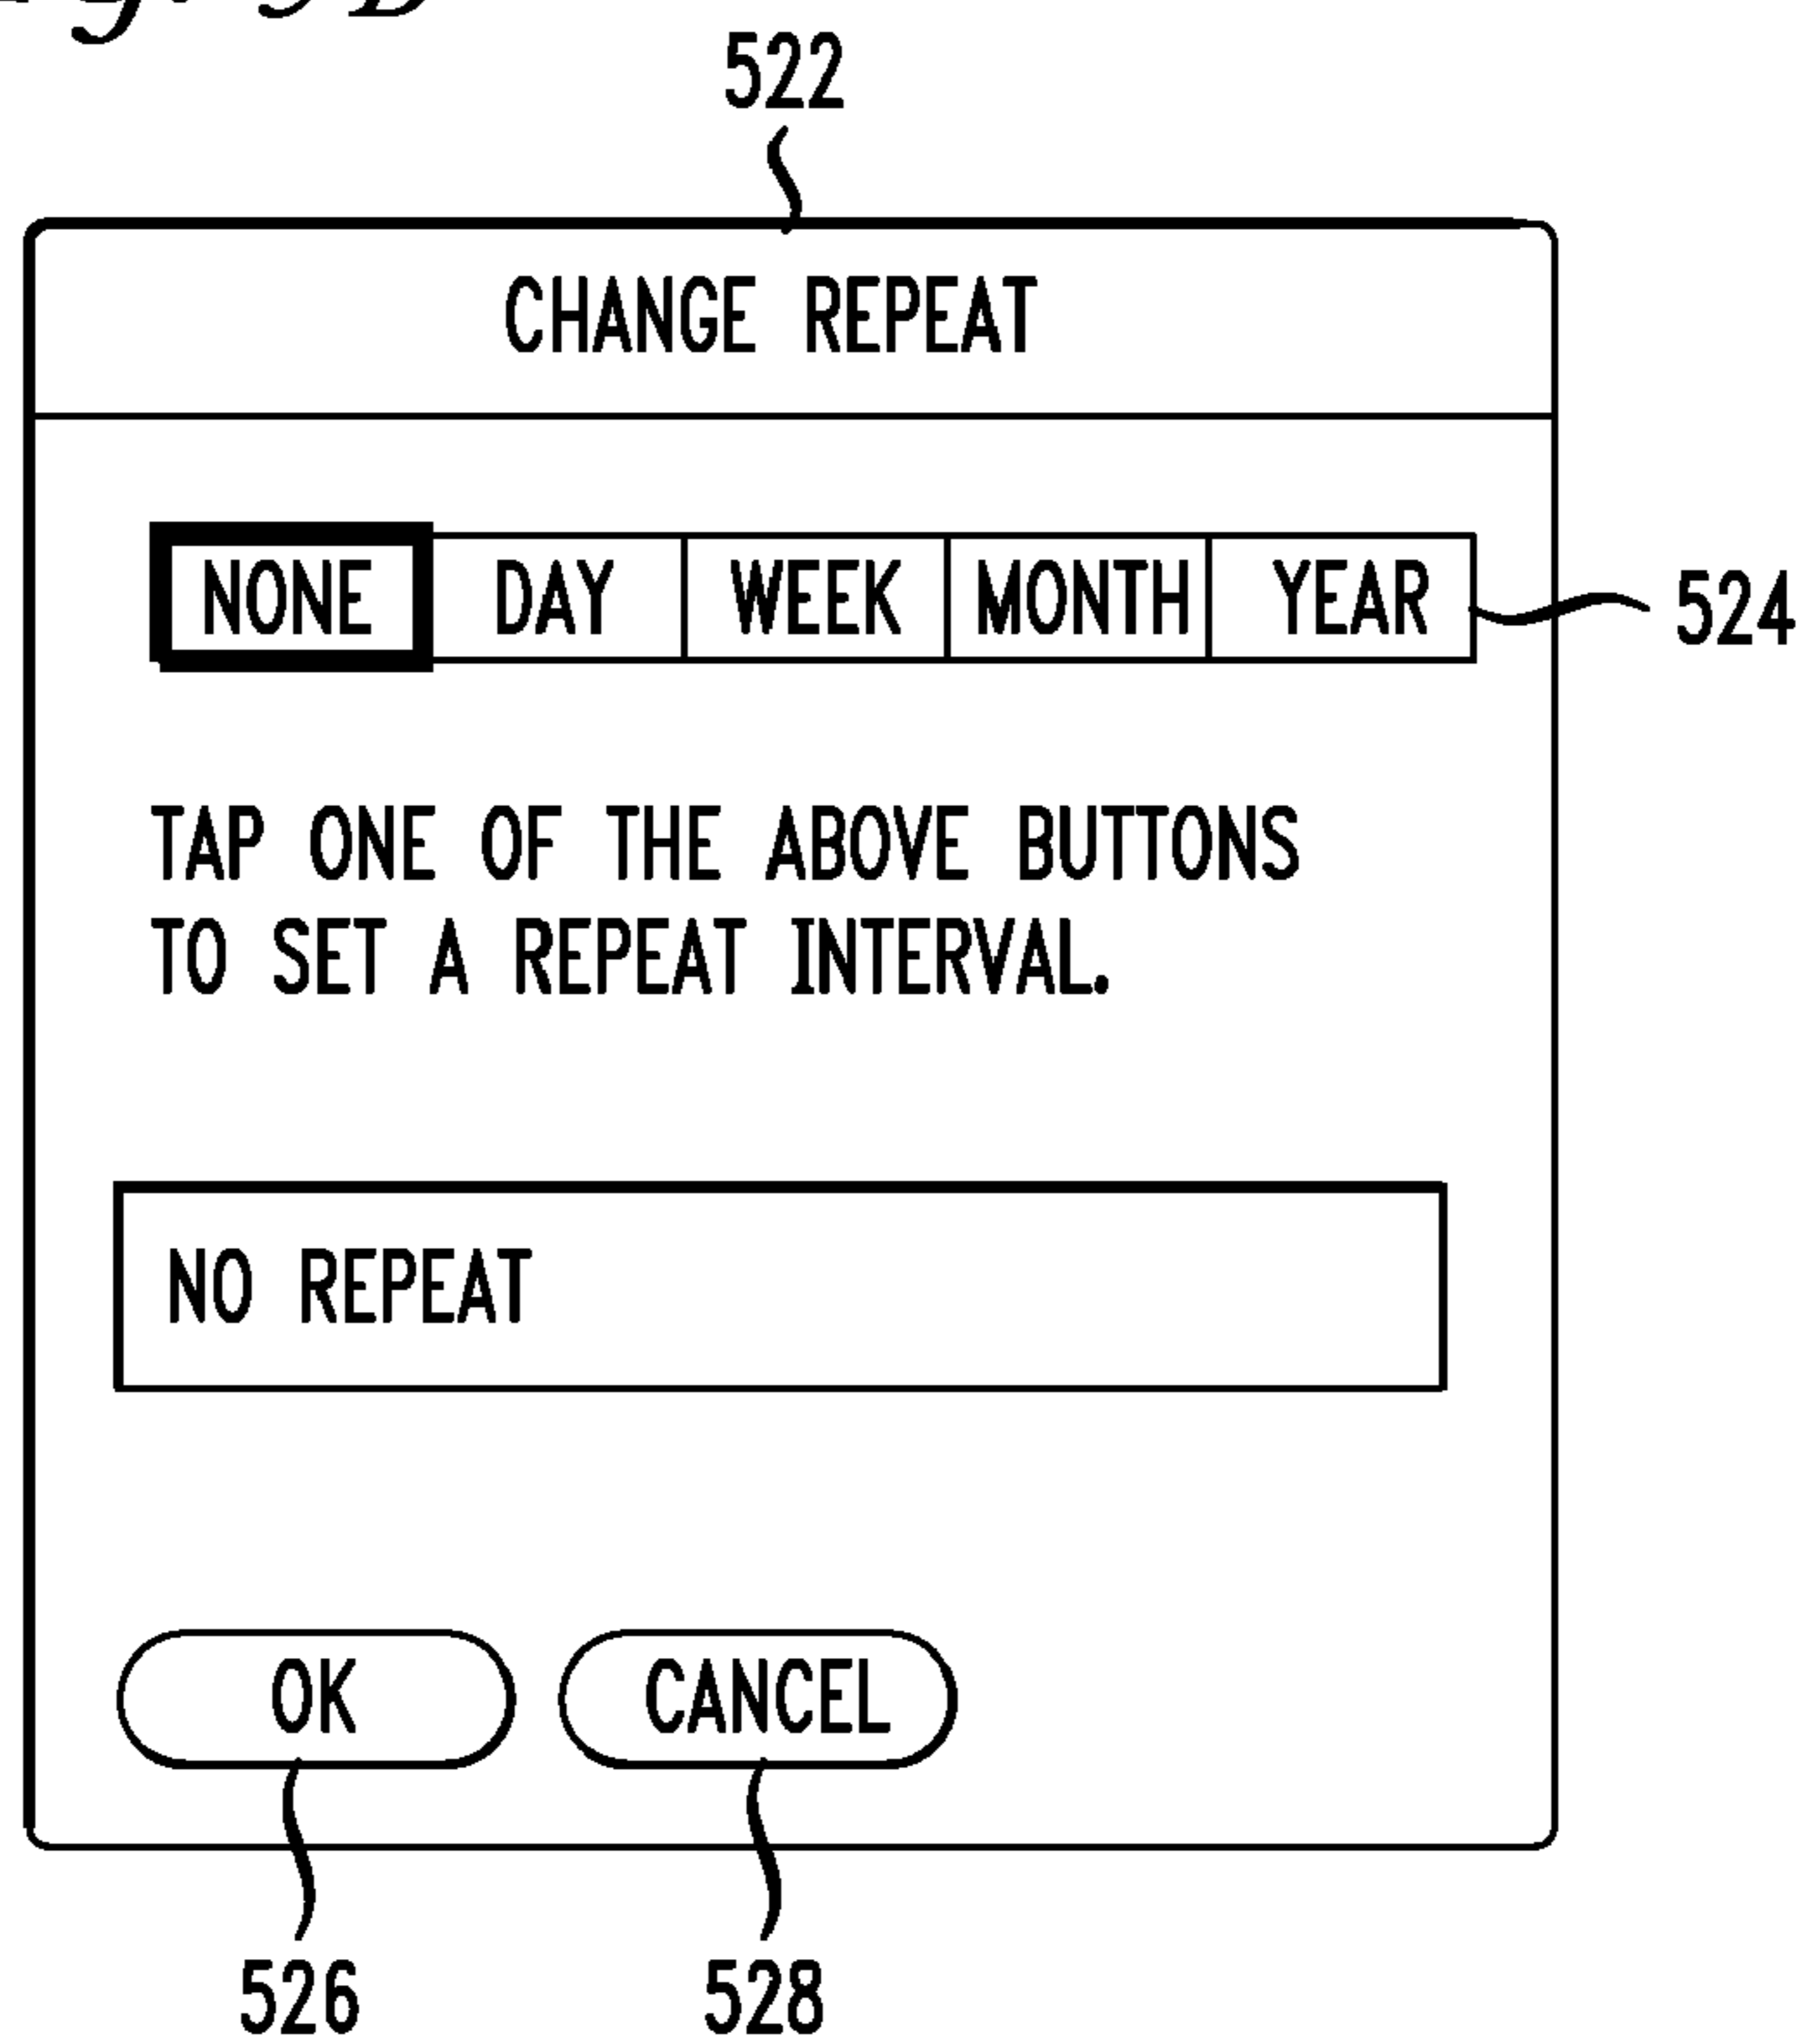 522
CHANGE REPEAT
NONE DAY WEEK MONTH YEAR
524
TAP ONE OF THE ABOVE BUTTONS
TO SET A REPEAT INTERVAL.
NO REPEAT
OK CANCEL
526 528